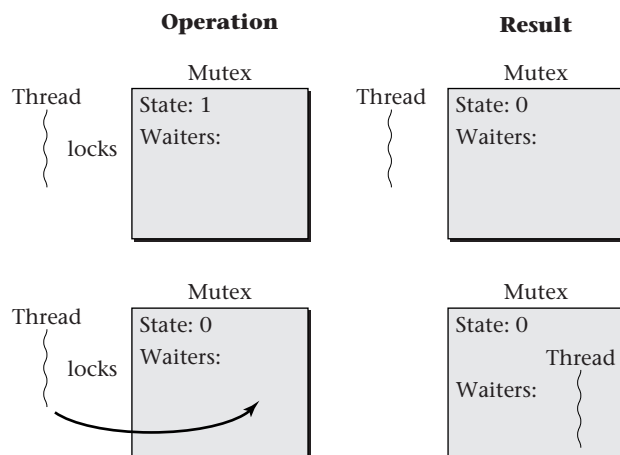 Operation Result
Mutex Mutex
Thread Thread
State: 1 State: 0
locks Waiters: Waiters:
Mutex Mutex
Thread State: 0 State: 0
locks Waiters: Thread
Waiters: